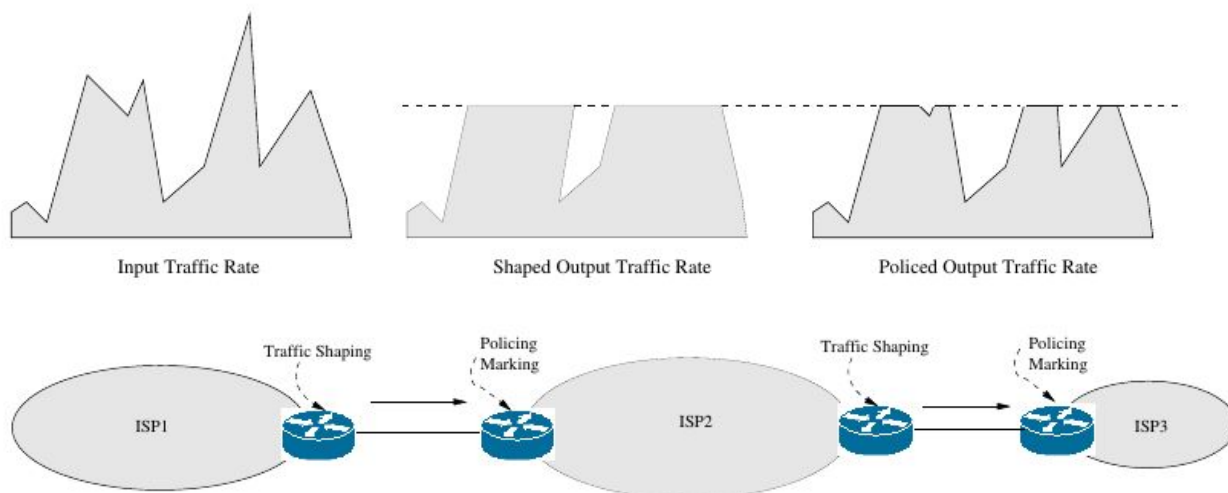 Input Traffic Rate
Shaped Output Traffic Rate
Policed Output Traffic Rate
Traffic Shaping
Policing
Marking
Traffic Shaping
Policing
Marking
ISP1
ISP2
ISP3